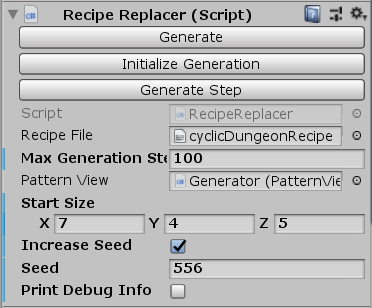 Recipe Replacer (Script)
Generate
Initialize Generation
Generate Step
Script RecipeReplacer
Recipe File cyclicDungeonRecipe
Max Generation Ste 100
Pattern View Generator (PatternVie
Start Size
X 7 Y 4 Z 5
Increase Seed
Seed 556
Print Debug Info